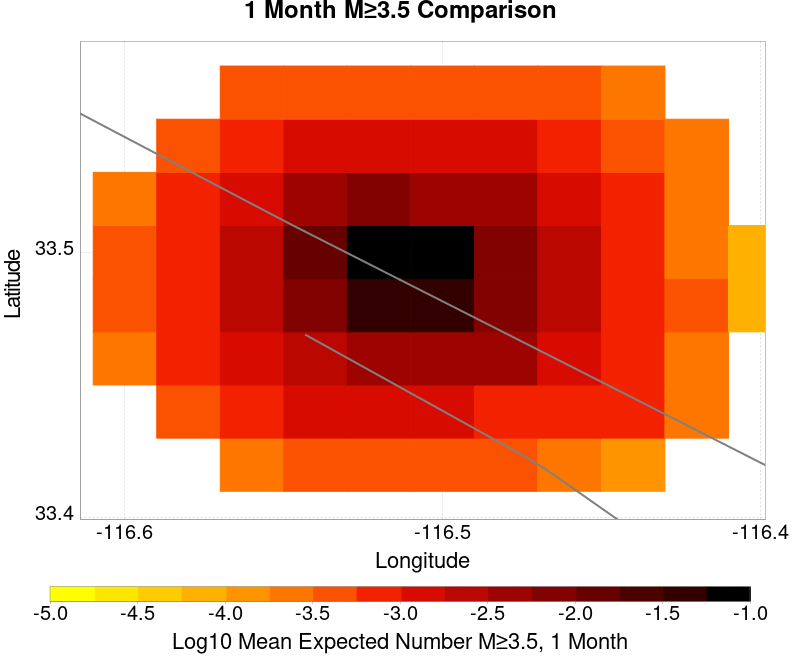 1 Month M≥3.5 Comparison
Latitude
33.5
33.4
-116.6 -116.5 -116.4
Longitude
-5.0 -4.5 -4.0 -3.5 -3.0 -2.5 -2.0 -1.5 -1.0
Log10 Mean Expected Number M≥3.5, 1 Month